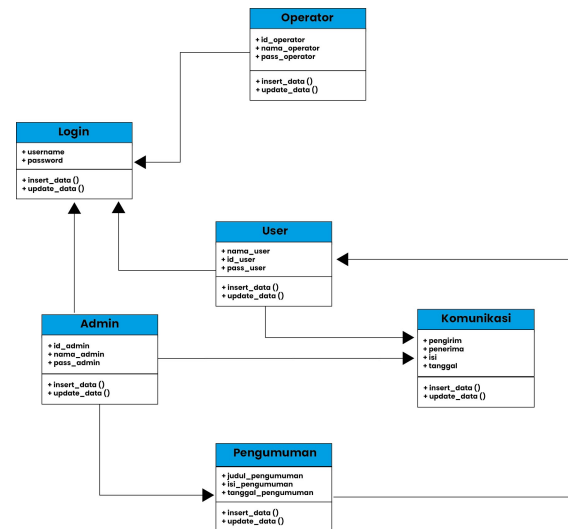 Operator
+ id_operator
+ nama_operator
+ pass_operator
+ insert_data ()
+ update_data ()
Login
+ username
+ password
+ insert_data ()
+ update_data ()
User
+ nama_user
+ id_user
+ pass_user
+ insert_data ()
+ update_data ()
Admin
+ id_admin
+ nama_admin
+ pass_admin
+ insert_data ()
+ update_data ()
Komunikasi
+ pengirim
+ penerima
+ isi
+ tanggal
+ insert_data ()
+ update_data ()
Pengumuman
+ judul_pengumuman
+ isi_pengumuman
+ tanggal_pengumuman
+ insert_data ()
+ update_data ()